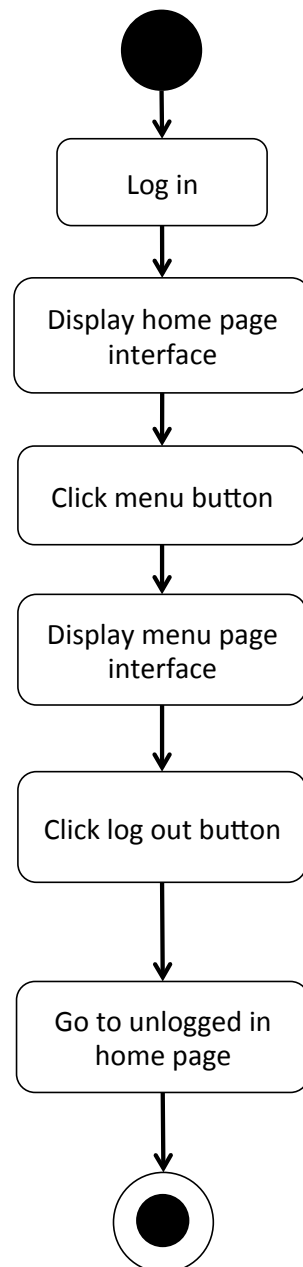 Log in
Display home page
interface
Click menu button
Display menu page
interface
Click log out button
Go to unlogged in
home page